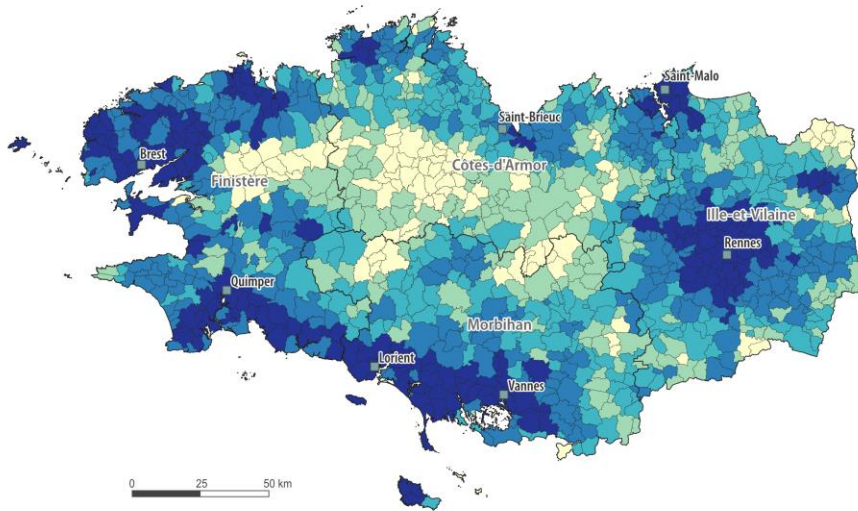 Saint-Malo
Saint-Brieuc
Brest
Côtes-d'Armor
Finistère
Ille-et-Vilaine
Rennes
Quimper
Morbihan
Lorient
Vannes
0 25 50 km